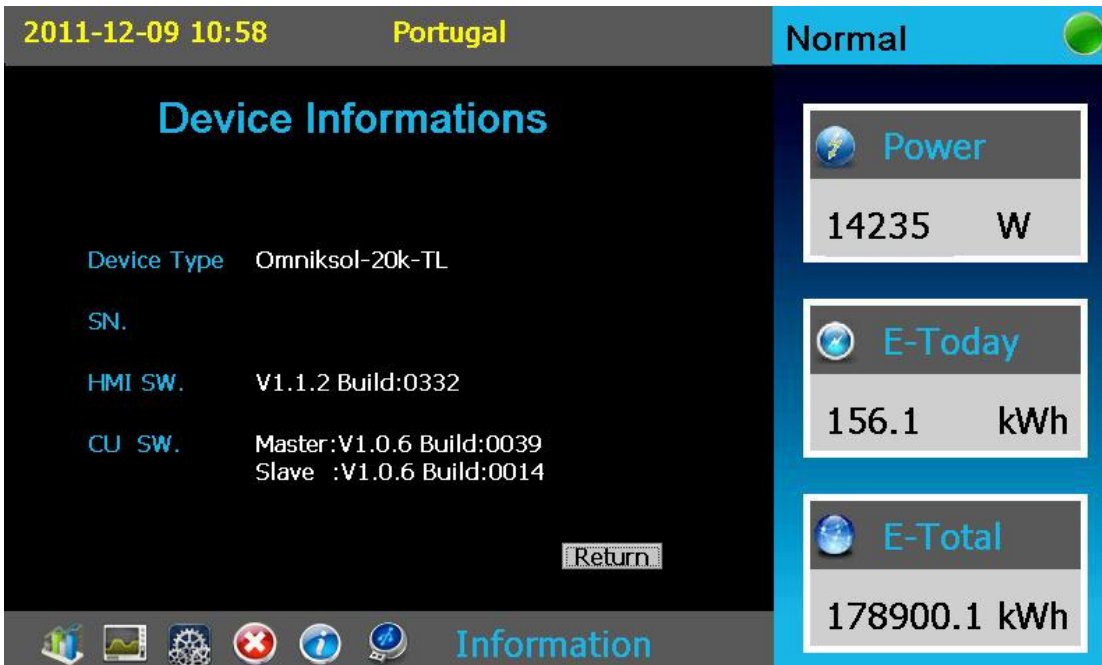 2011-12-09 10:58 Portugal
Normal
Device Informations
Device Type Omniksol-20k-TL
SN.
HMI SW. V1.1.2 Build:0332
CU SW. Master:V1.0.6 Build:0039
Slave :V1.0.6 Build:0014
Return
Information
Power
14235 W
E-Today
156.1 kWh
E-Total
178900.1 kWh